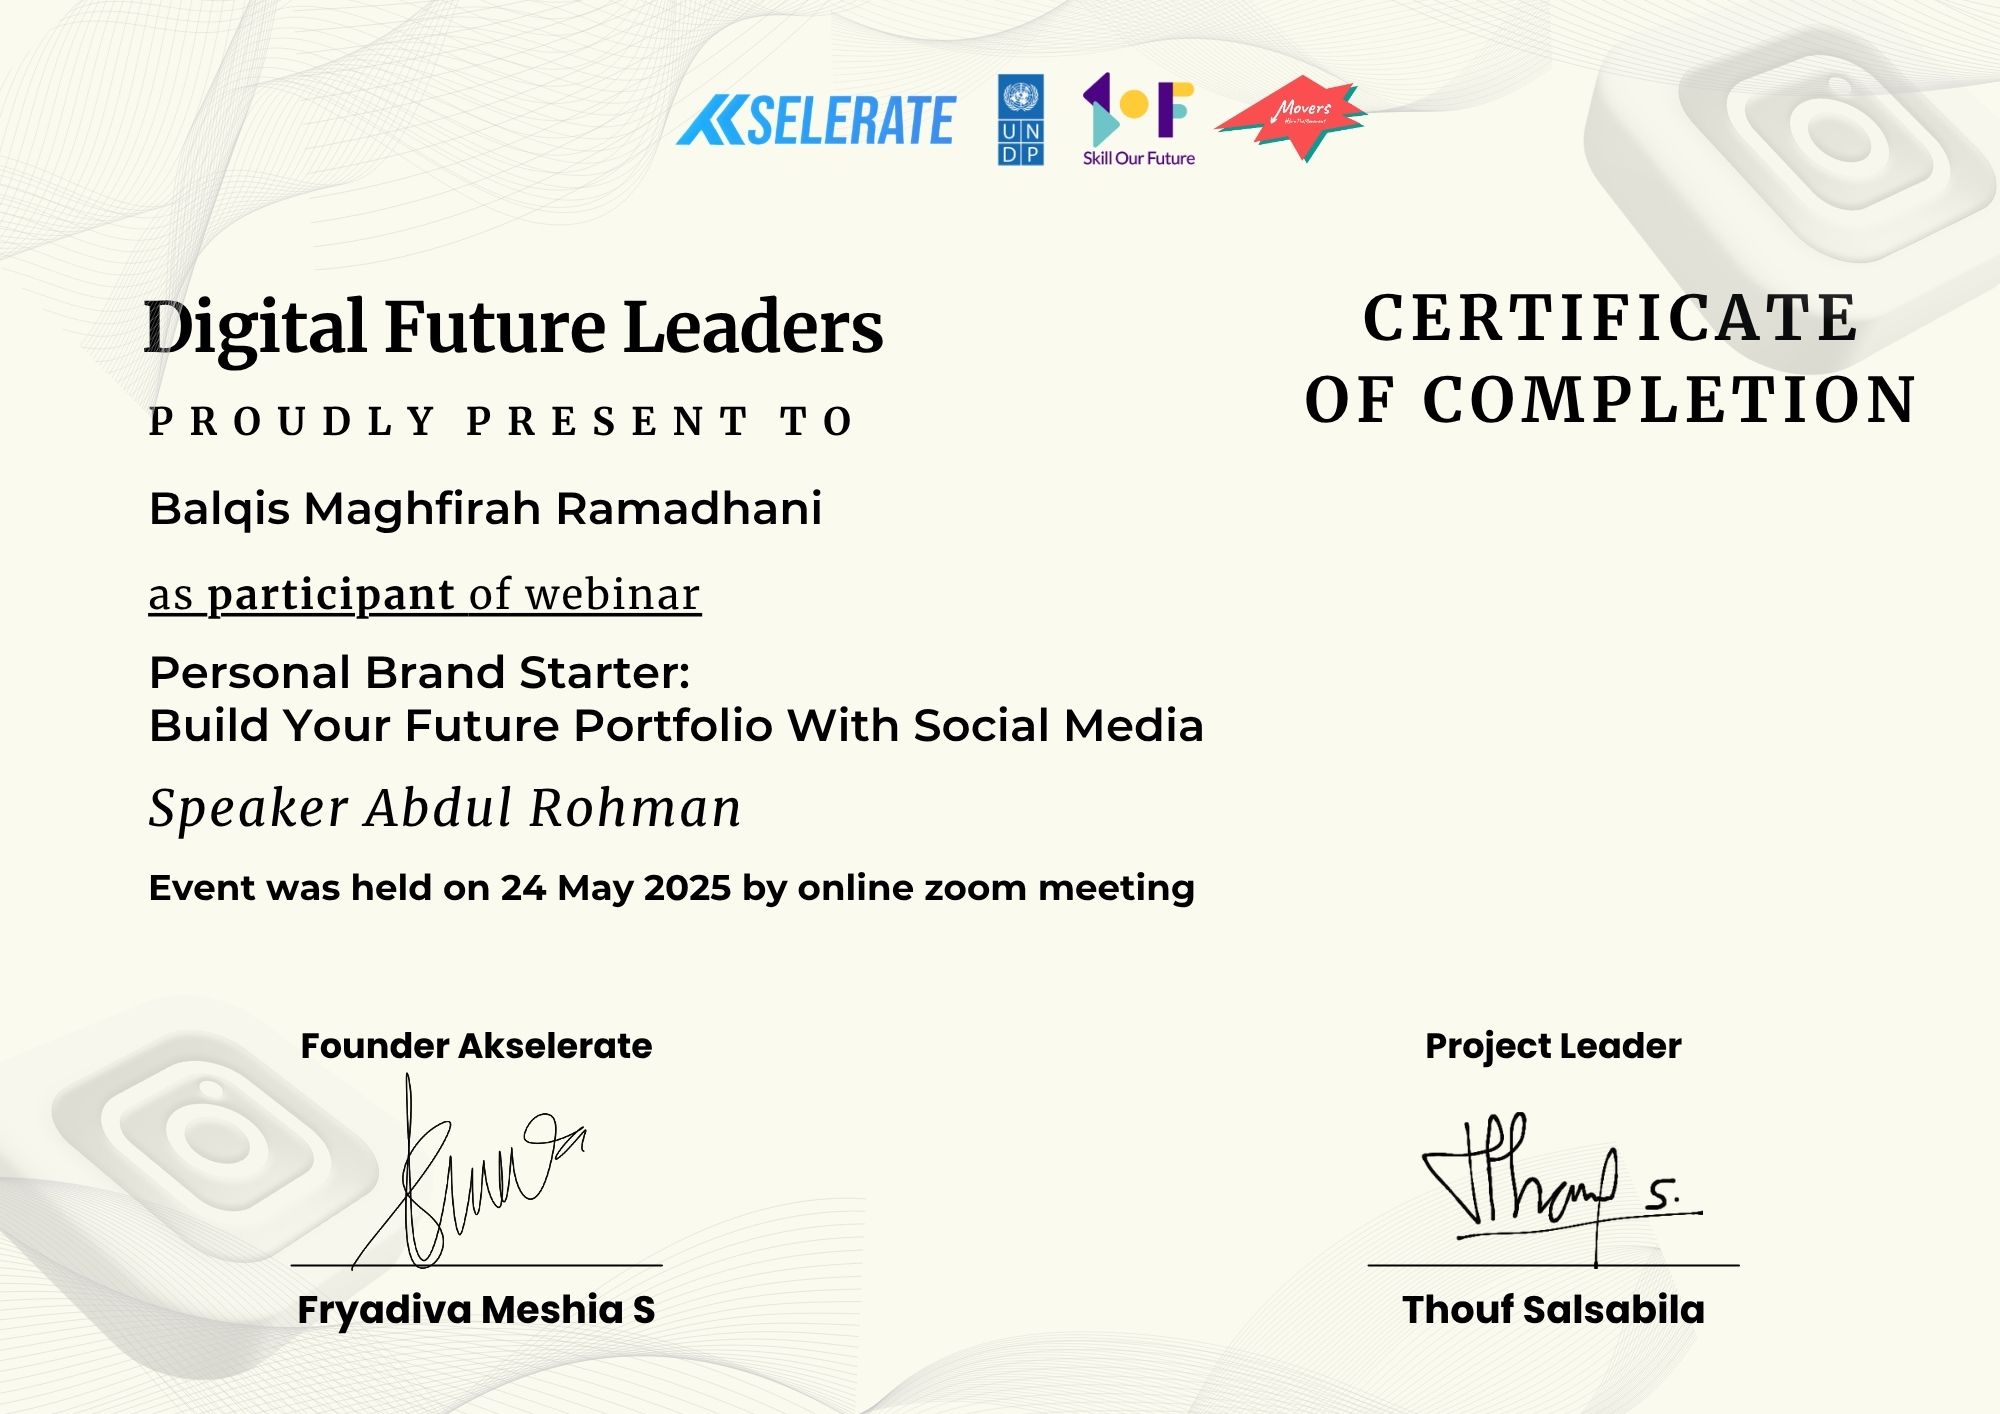 AKSELERATE
UN
DP
Skill Our Future
Movers
Digital Future Leaders
CERTIFICATE
OF COMPLETION
PROUDLY PRESENT TO
Balqis Maghfirah Ramadhani
as participant of webinar
Personal Brand Starter:
Build Your Future Portfolio With Social Media
Speaker Abdul Rohman
Event was held on 24 May 2025 by online zoom meeting
Founder Akselerate
Project Leader
Fryadiva Meshia S
Thouf Salsabila